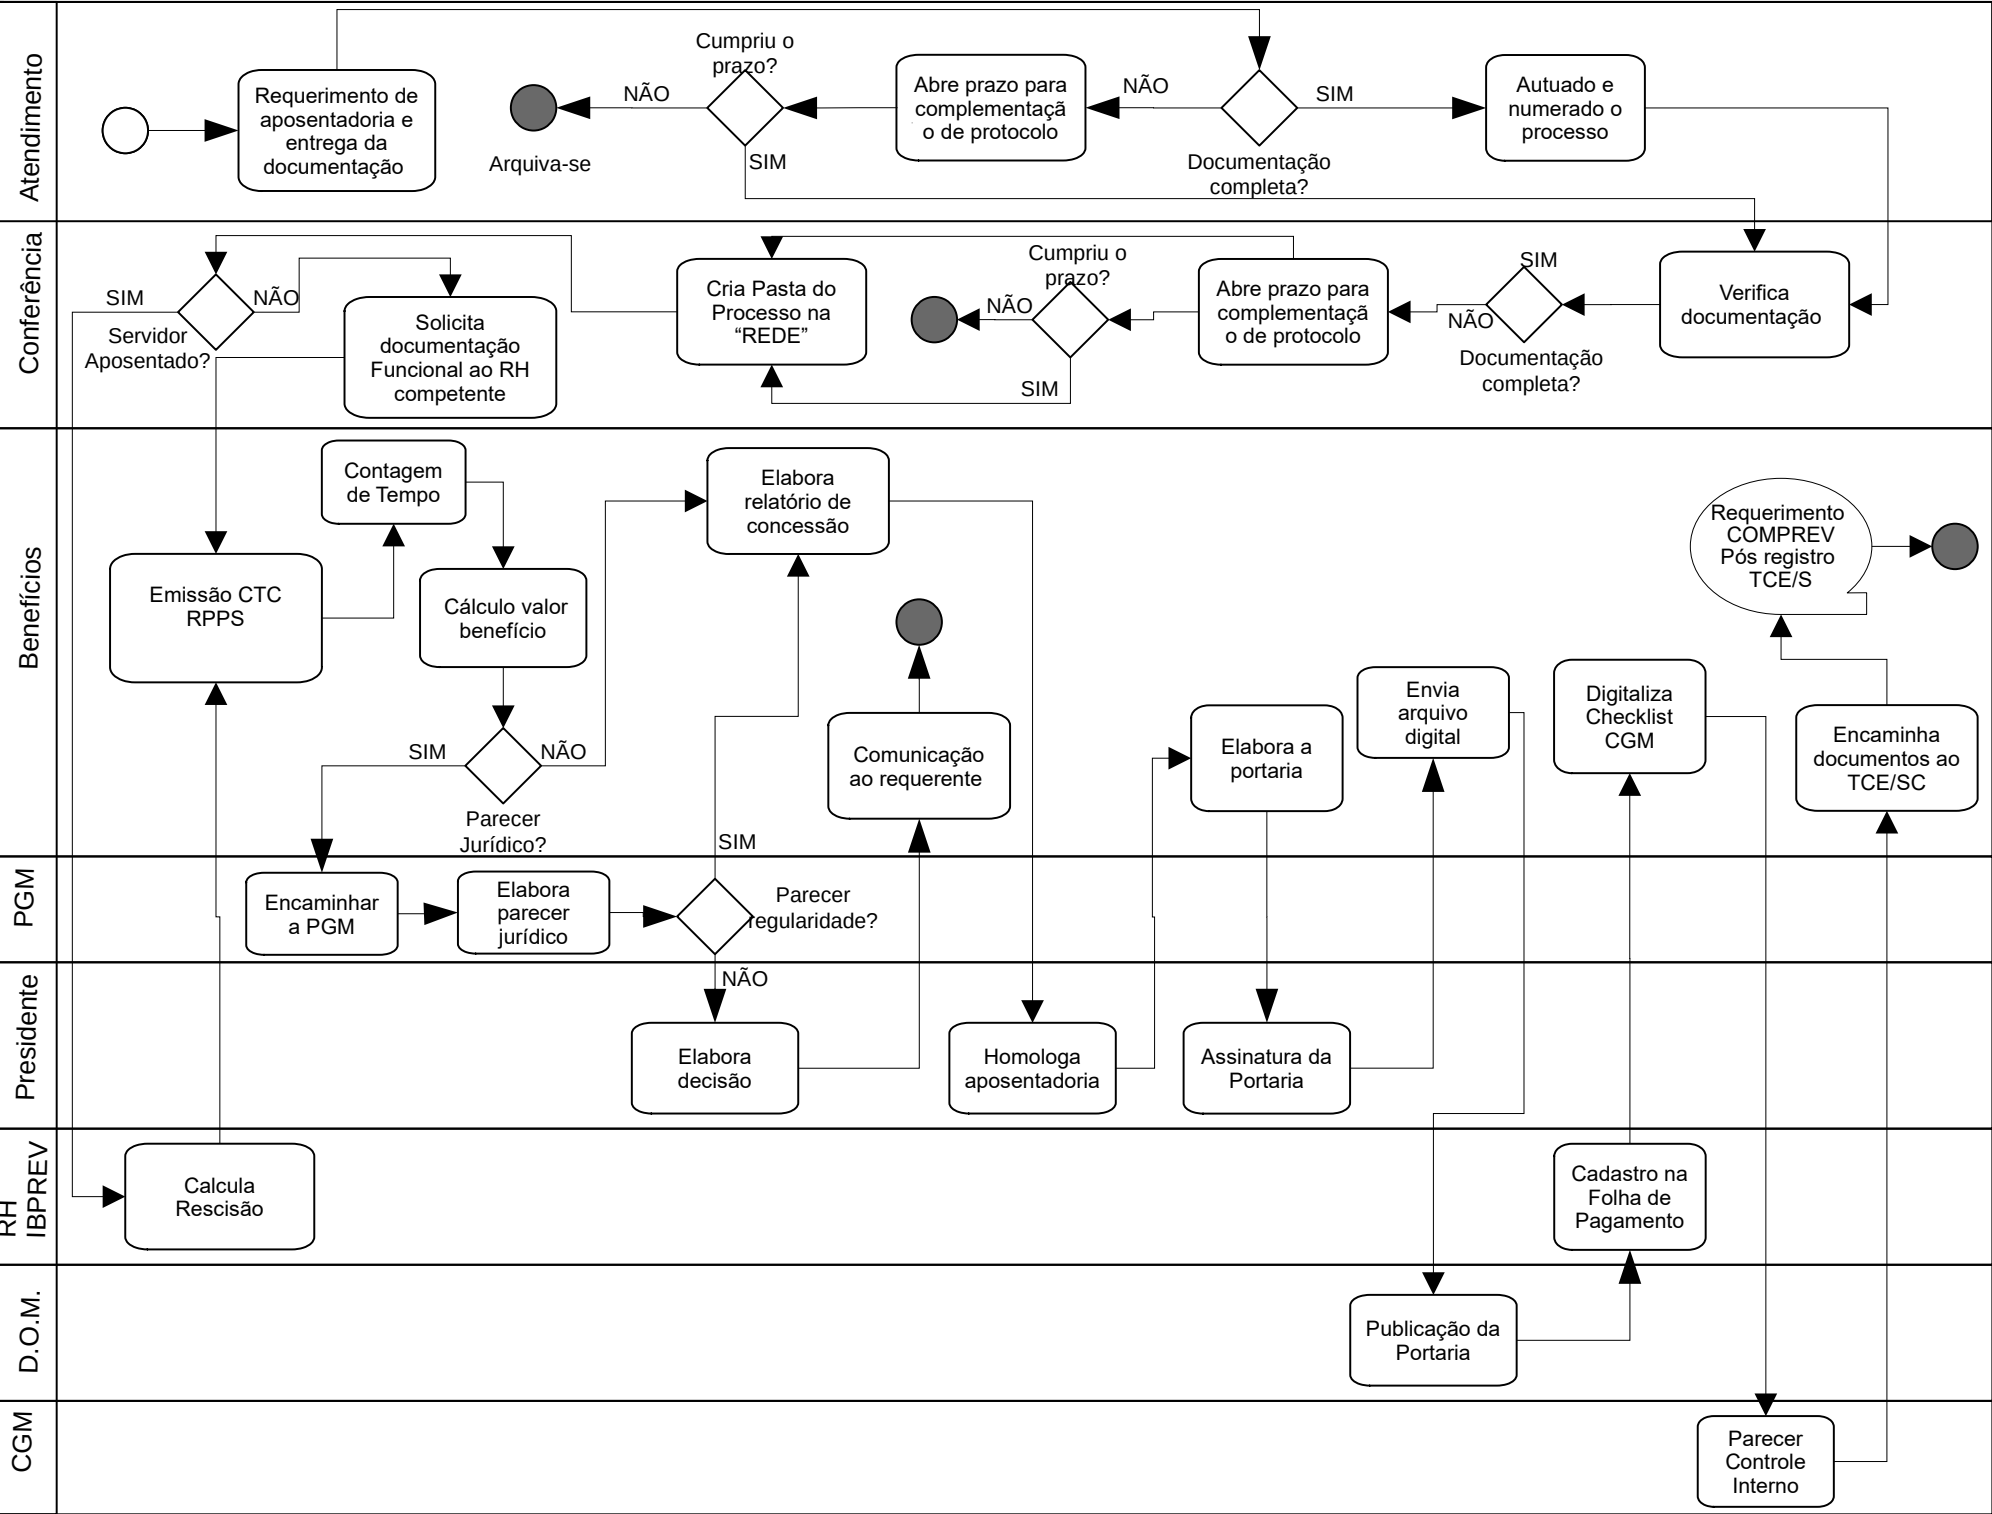 Atendimento
Requerimento de
aposentadoria e
entrega da
documentação
Arquiva-se
NÃO
Cumpriu o
prazo?
SIM
Abre prazo para
complementaçã
o de protocolo
NÃO
SIM
Documentação
completa?
Autuado e
numerado o
processo
Conferência
SIM
NÃO
Servidor
Aposentado?
Solicita
documentação
Funcional ao RH
competente
Cria Pasta do
Processo na
“REDE”
NÃO
Cumpriu o
prazo?
SIM
Abre prazo para
complementaçã
o de protocolo
SIM
NÃO
Documentação
completa?
Verifica
documentação
Benefícios
Contagem
de Tempo
Emissão CTC
RPPS
Cálculo valor
benefício
SIM
NÃO
Parecer
Jurídico?
Elabora
relatório de
concessão
Comunicação
ao requerente
SIM
Elabora a
portaria
Envia
arquivo
digital
Digitaliza
Checklist
CGM
Requerimento
COMPREV
Pós registro
TCE/S
Encaminha
documentos ao
TCE/SC
PGM
Encaminhar
a PGM
Elabora
parecer
jurídico
Parecer
regularidade?
Presidente
NÃO
Elabora
decisão
Homologa
aposentadoria
Assinatura da
Portaria
RH
IBPREV
Calcula
Rescisão
Cadastro na
Folha de
Pagamento
D.O.M.
Publicação da
Portaria
CGM
Parecer
Controle
Interno